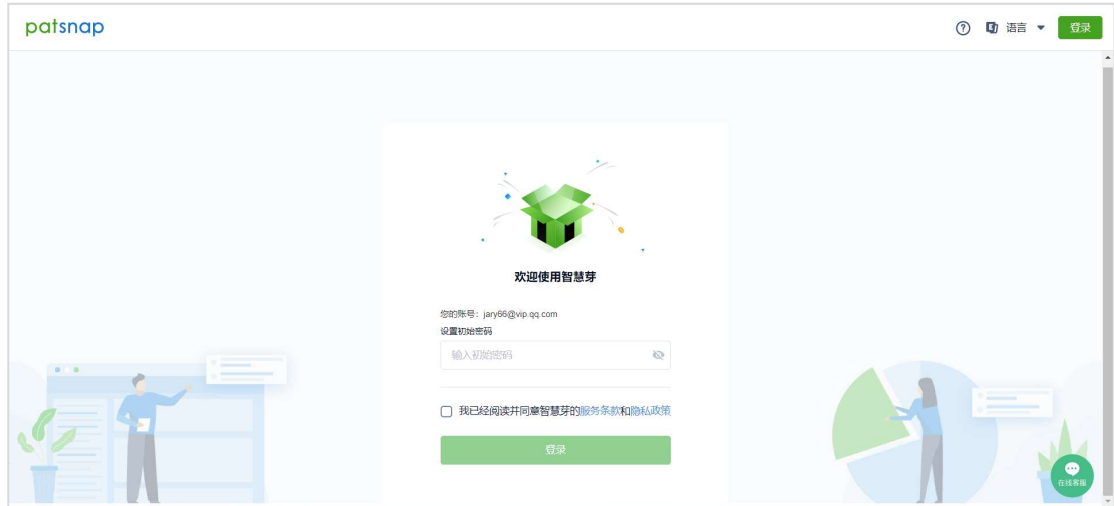 patsnap
语言
登录
欢迎使用智慧芽
您的账号：jary66@vip.qq.com
设置初始密码
输入初始密码
我已经阅读并同意智慧芽的服务条款和隐私政策
登录
在线客服